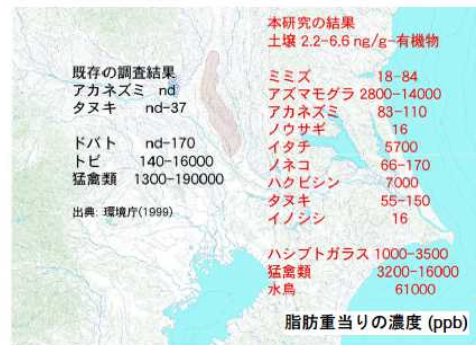 既存の調査結果
アカネズミ nd
タヌキ nd-37
ドバト nd-170
トビ 140-16000
猛禽類 1300-190000
出典: 環境庁(1999)
本研究の結果
土壌 2.2-6.6 ng/g-有機物
ミミズ 18-84
アズマモグラ 2800-14000
アカネズミ 83-110
ノウサギ 16
イタチ 5700
ノネコ 66-170
ハクビシン 7000
タヌキ 55-150
イノシシ 16
ハシブトガラス 1000-3500
猛禽類 3200-16000
水鳥 61000
脂肪重当りの濃度 (ppb)